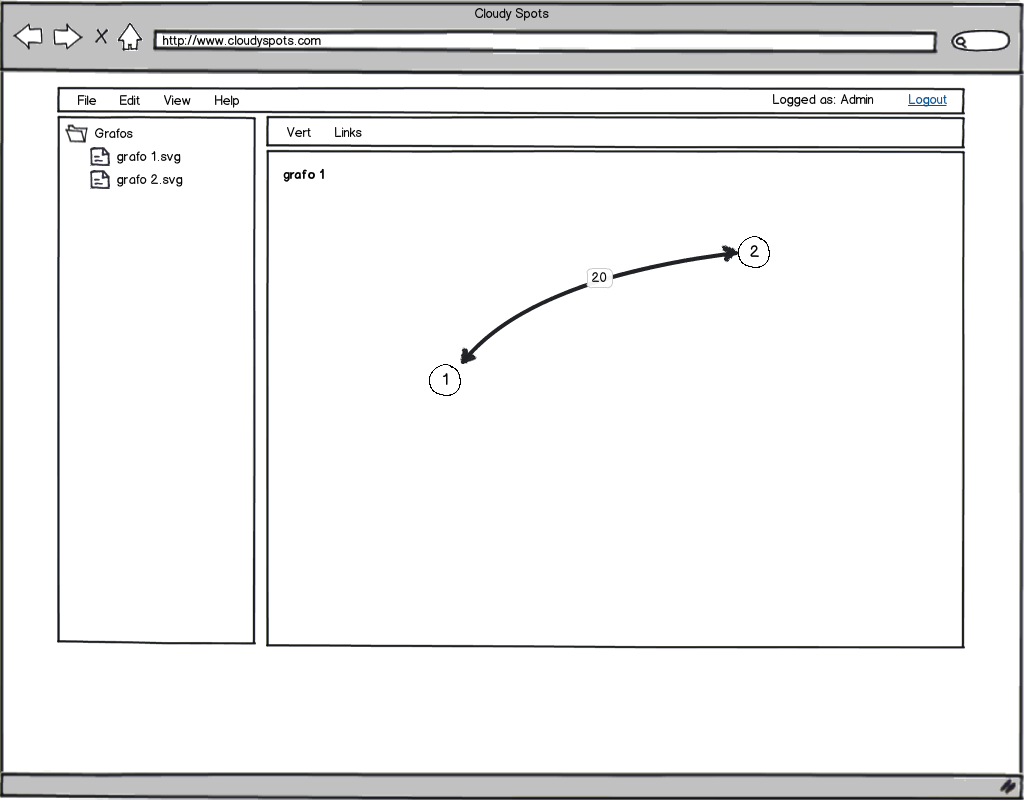 Cloudy Spots
http://www.cloudyspots.com
File Edit View Help Logged as: Admin Logout
Grafos
grafo 1.svg
grafo 2.svg
Vert Links
grafo 1
2
20
1